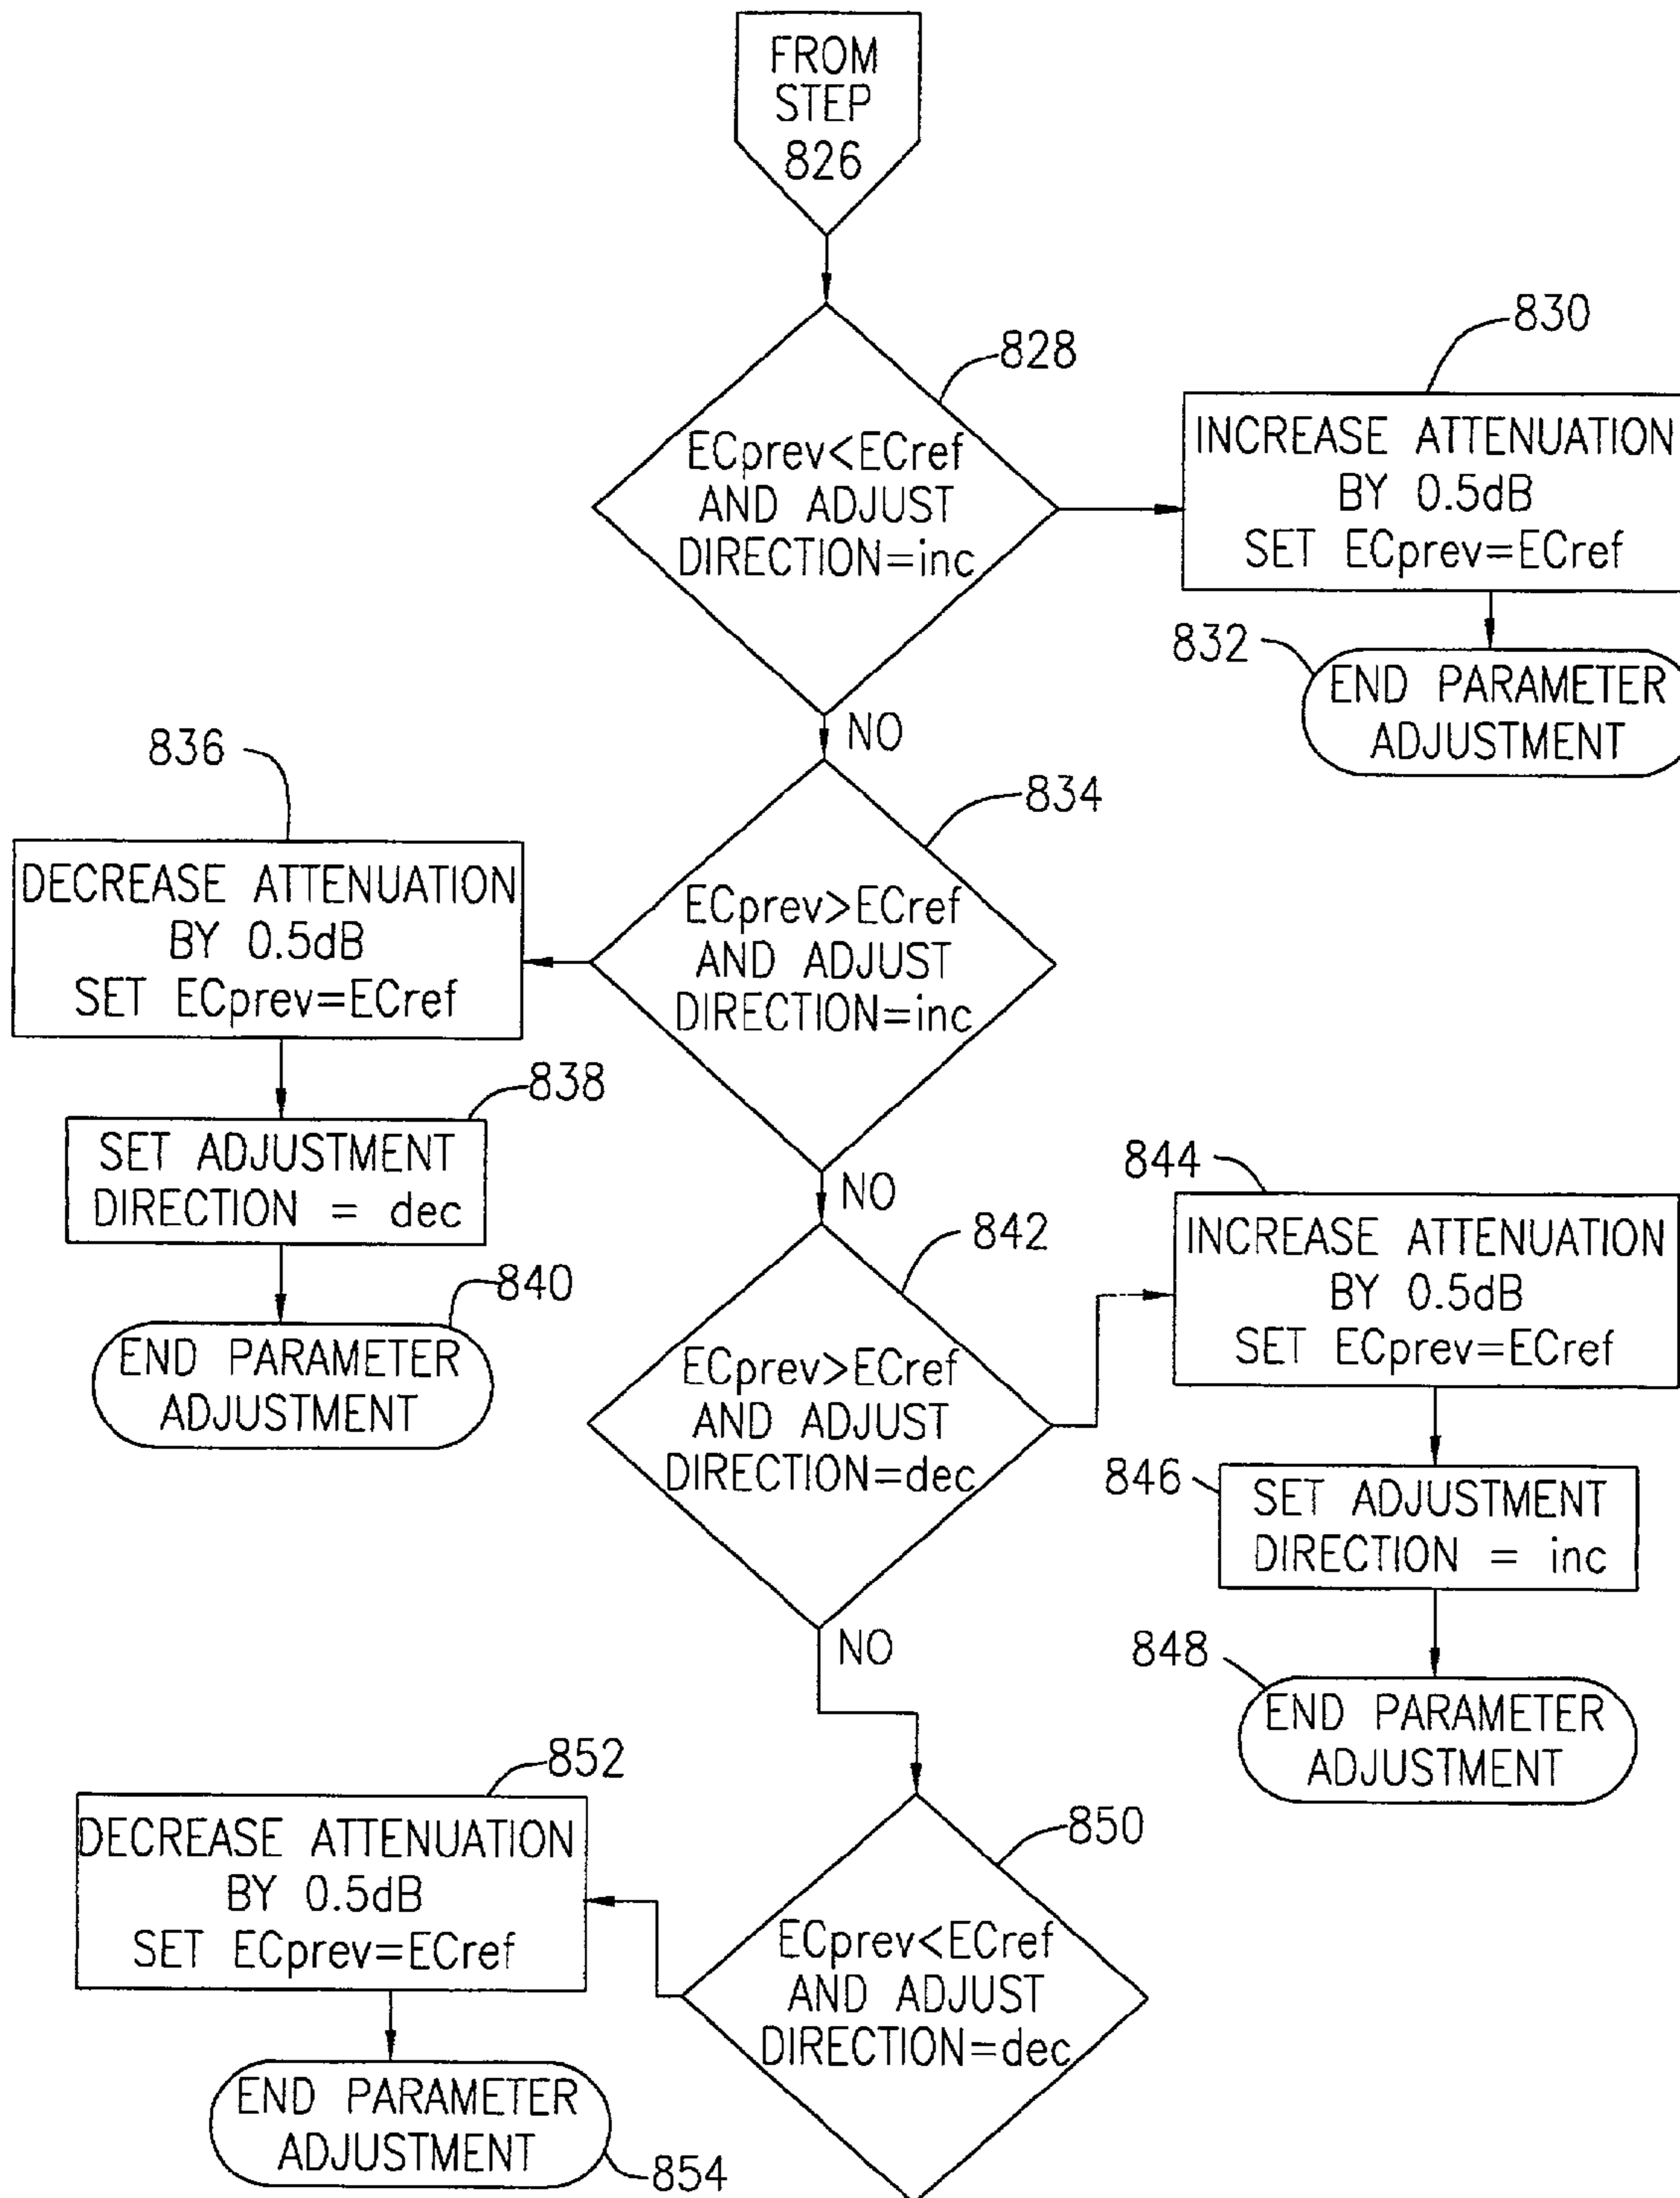 FROM
STEP
826
828
ECprev<ECref
AND ADJUST
DIRECTION=inc
830
INCREASE ATTENUATION
BY 0.5dB
SET ECprev=ECref
832
END PARAMETER
ADJUSTMENT
NO
834
ECprev>ECref
AND ADJUST
DIRECTION=inc
836
DECREASE ATTENUATION
BY 0.5dB
SET ECprev=ECref
838
SET ADJUSTMENT
DIRECTION = dec
840
END PARAMETER
ADJUSTMENT
NO
842
ECprev>ECref
AND ADJUST
DIRECTION=dec
844
INCREASE ATTENUATION
BY 0.5dB
SET ECprev=ECref
846
SET ADJUSTMENT
DIRECTION = inc
848
END PARAMETER
ADJUSTMENT
NO
850
ECprev<ECref
AND ADJUST
DIRECTION=dec
852
DECREASE ATTENUATION
BY 0.5dB
SET ECprev=ECref
END PARAMETER
ADJUSTMENT
854